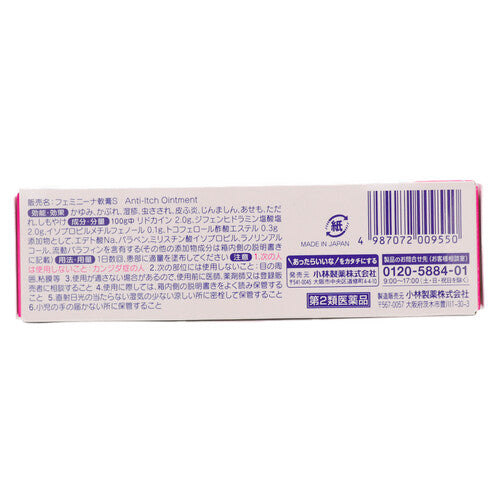 販売名:フェミニーナ軟膏S Anti-Itch Ointment
効能・効果 かゆみ、かぶれ、湿疹、虫さされ、皮ふ炎、じんましん、あせも、ただ
れ、しもやけ 成分・分量 100g中 リドカイン 2.0g、ジフェンヒドラミン塩酸塩
2.0g、イソプロピルメチルフェノール 0.1g、トコフェロール酢酸エステル 0.3g
添加物として、エデト酸Na、パラベン、ミリスチン酸イソプロピル、ラノリンアル
コール、流動パラフィンを含有する(その他の添加物成分は箱内側の説明書き
に記載) 用法・用量 1日数回、患部に適量を塗布してください 注意 1.次の人
は使用しないこと:カンジダ症の人 2.次の部位には使用しないこと:目の周
囲、粘膜等 3.使用が適さない場合があるので、使用前には医師、薬剤師又は登録販
売者に相談すること 4.使用に際しては、箱内側の説明書きをよく読み保管する
こと 5.直射日光の当たらない湿気の少ない涼しい所に密栓して保管すること
6.小児の手の届かない所に保管すること
紙
MADE IN JAPAN
4 987072 009550
“あったらいいな”をカタチにする
発売元 小林製薬株式会社
〒541-0045 大阪市中央区道修町4-4-10
第2類医薬品
製品のお問合せ先(お客様相談室)
0120-5884-01
9:00~17:00(土・日・祝日を除く)
製造販売元 小林製薬株式会社
〒567-0057 大阪府茨木市豊川1-30-3